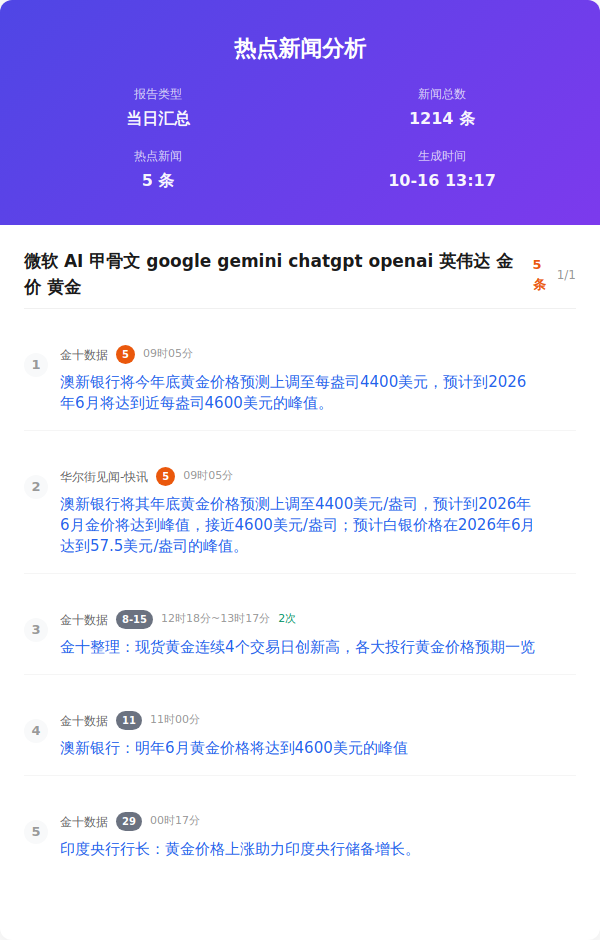 热点新闻分析
报告类型
当日汇总
新闻总数
1214 条
热点新闻
5 条
生成时间
10-16 13:17
微软 AI 甲骨文 google gemini chatgpt openai 英伟达 金
价 黄金
5
条
1/1
1
金十数据 5 09时05分
澳新银行将今年底黄金价格预测上调至每盎司4400美元，预计到2026
年6月将达到近每盎司4600美元的峰值。
2
华尔街见闻-快讯 5 09时05分
澳新银行将其年底黄金价格预测上调至4400美元/盎司，预计到2026年
6月金价将达到峰值，接近4600美元/盎司；预计白银价格在2026年6月
达到57.5美元/盎司的峰值。
3
金十数据 8-15 12时18分~13时17分 2次
金十整理：现货黄金连续4个交易日创新高，各大投行黄金价格预期一览
4
金十数据 11 11时00分
澳新银行：明年6月黄金价格将达到4600美元的峰值
5
金十数据 29 00时17分
印度央行行长：黄金价格上涨助力印度央行储备增长。